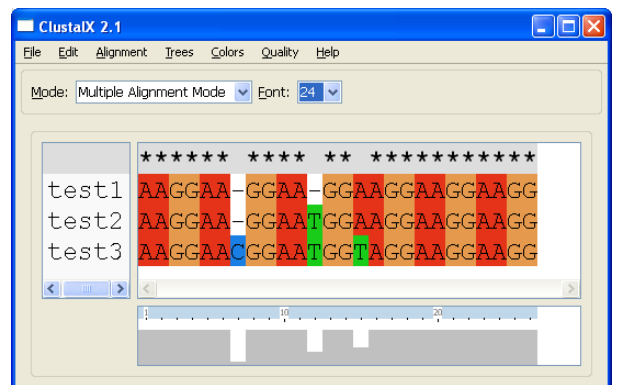 ClustalX 2.1
File Edit Alignment Trees Colors Quality Help
Mode: Multiple Alignment Mode Font: 24
****** **** ** ***********
test1 AAGGAA-GGAA-GGAAGGAAGGAAGG
test2 AAGGAA-GGAATGGAAGGAAGGAAGG
test3 AAGGAACGGAATGGTAGGAAGGAAGG
1 . . . . . . . . 10 . . . . . . . . . 20 . . . . . .